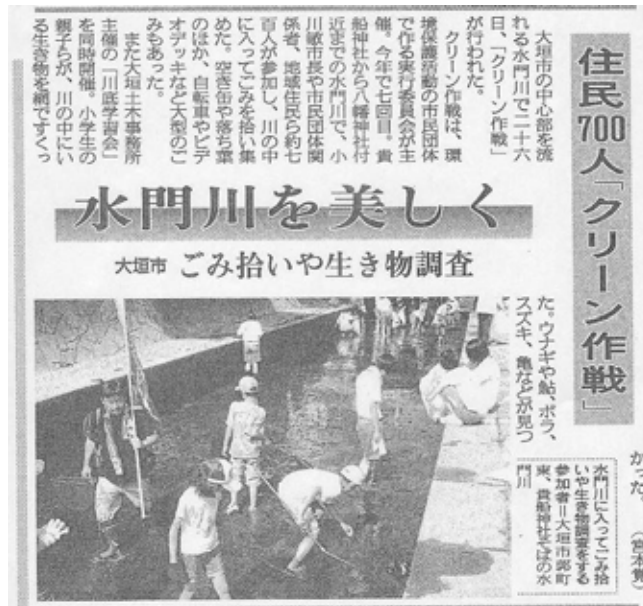 住民700人「クリーン作戦」
水門川を美しく
大垣市 ごみ拾いや生き物調査
大垣市の中心部を流
れる水門川で二十六
日、「クリーン作戦」
が行われた。
クリーン作戦は、環
境保護活動の市民団体
で作る実行委員会が主
催。今年で七回目。貴
船神社から八幡神社付
近までの水門川で、小
川敏市長や市民団体関
係者、地域住民ら約七
百人が参加し、川の中
に入ってごみを拾い集
めた。空き缶や落ち葉
のほか、自転車やビデ
オデッキなど大型のご
みもあった。
また大垣土木事務所
主催の「川底学習会」
を同時開催。小学生の
親子らが、川の中にい
る生き物を網ですくっ
た。ウナギや鮎、ボラ、
スズキ、亀などが見つ
かった。
水門川に入ってごみ拾
いや生き物調査をする
参加者＝大垣市郭町
東、貴船神社そばの水
門川